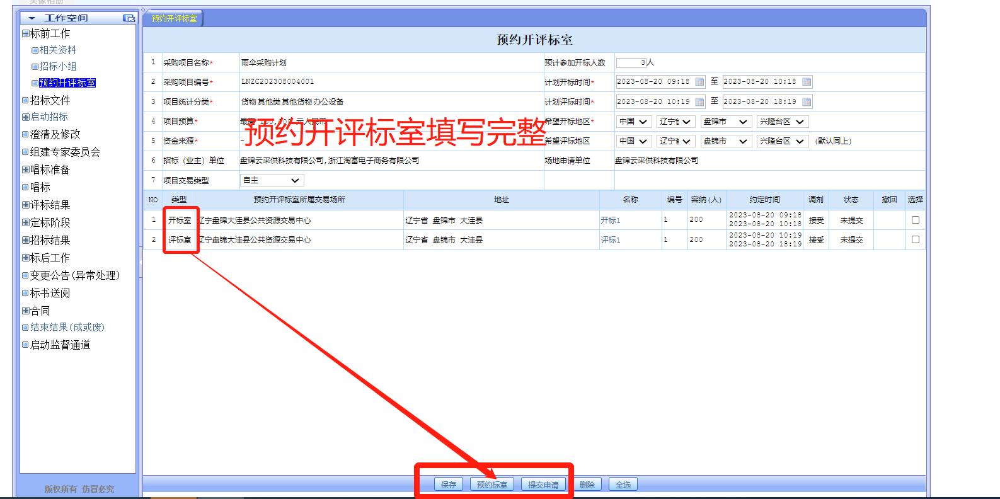 工作空间
标前工作
相关资料
招标小组
预约开评标室
招标文件
启动招标
澄清及修改
组建专家委员会
唱标准备
唱标
评标结果
定标阶段
招标结果
标后工作
变更公告(异常处理)
标书送阅
合同
结束结果(成或废)
启动监督通道
版权所有 仿冒必究
预约开评标室
预约开评标室
1 采购项目名称* 雨伞采购计划 预计参加开标人数 3人
2 采购项目编号* LNZC202308004001 计划开标时间* 2023-08-20 09:18 至 2023-08-20 10:18
3 项目统计分类* 货物其他类其他货物办公设备 计划评标时间* 2023-08-20 10:19 至 2023-08-20 18:19
4 项目预算* 元人民币 希望开标地区* 中国 辽宁省 盘锦市 兴隆台区
预约开评标室填写完整
5 资金来源* - 希望评标地区 中国 辽宁省 盘锦市 兴隆台区 (默认同上)
6 招标（业主）单位 盘锦云采供科技有限公司,浙江淘富电子商务有限公司 场地申请单位 盘锦云采供科技有限公司
7 项目交易类型 自主
NO 类型 预约开评标室所属交易场所 地址 名称 编号 容纳(人) 约定时间 调剂 状态 撤回 选择
1 开标室 辽宁盘锦大洼县公共资源交易中心 辽宁省 盘锦市 大洼县 开标1 1 200 2023-08-20 09:18 2023-08-20 10:18 接受 未提交
2 评标室 辽宁盘锦大洼县公共资源交易中心 辽宁省 盘锦市 大洼县 评标1 1 200 2023-08-20 10:19 2023-08-20 18:19 接受 未提交
保存 预约标室 提交申请 删除 全选